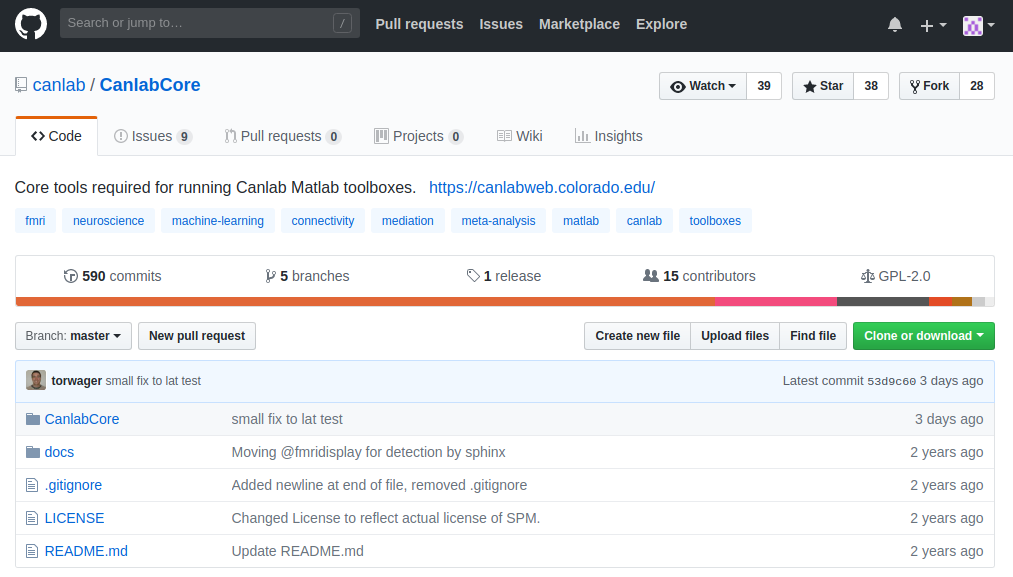 Search or jump to… / Pull requests Issues Marketplace Explore
canlab / CanlabCore Watch 39 Star 38 Fork 28
Code Issues 9 Pull requests 0 Projects 0 Wiki Insights
Core tools required for running Canlab Matlab toolboxes. https://canlabweb.colorado.edu/
fmri neuroscience machine-learning connectivity mediation meta-analysis matlab canlab toolboxes
590 commits 5 branches 1 release 15 contributors GPL-2.0
Branch: master New pull request Create new file Upload files Find file Clone or download
torwager small fix to lat test Latest commit 53d9c60 3 days ago
CanlabCore small fix to lat test 3 days ago
docs Moving @fmridisplay for detection by sphinx 2 years ago
.gitignore Added newline at end of file, removed .gitignore 2 years ago
LICENSE Changed License to reflect actual license of SPM. 2 years ago
README.md Update README.md 2 years ago